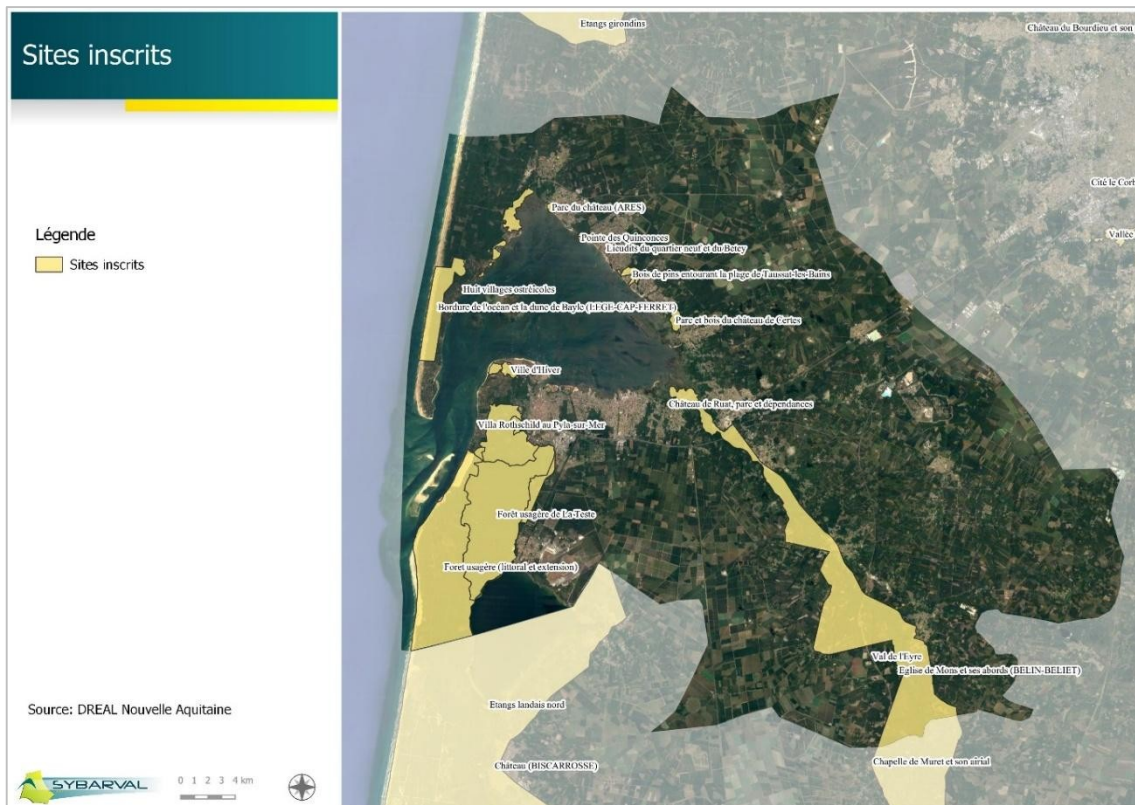 Sites inscrits
Légende
Sites inscrits
Source: DREAL Nouvelle Aquitaine
SYBARVAL
0 1 2 3 4 km
Etangs girondins
Château du Bourdieu et son
Cité le Corb
Vallée
Parc du château (ARES)
Pointe des Quinconces
Lieudits du quartier neuf et du Betey
Bois de pins entourant la plage de Taussat-les-Bains
Huit villages ostréicoles
Bordure de l'océan et la dune de Bayle (LEGE-CAP-FERRET)
Parc et bois du château de Certes
Ville d'Hiver
Château de Ruat, parc et dépendances
Villa Rothschild au Pyla-sur-Mer
Forêt usagère de La Teste
Foret usagère (littoral et extension)
Val de l'Eyre
Eglise de Mons et ses abords (BELIN-BELIET)
Etangs landais nord
Château (BISCARROSSE)
Chapelle de Muret et son airial